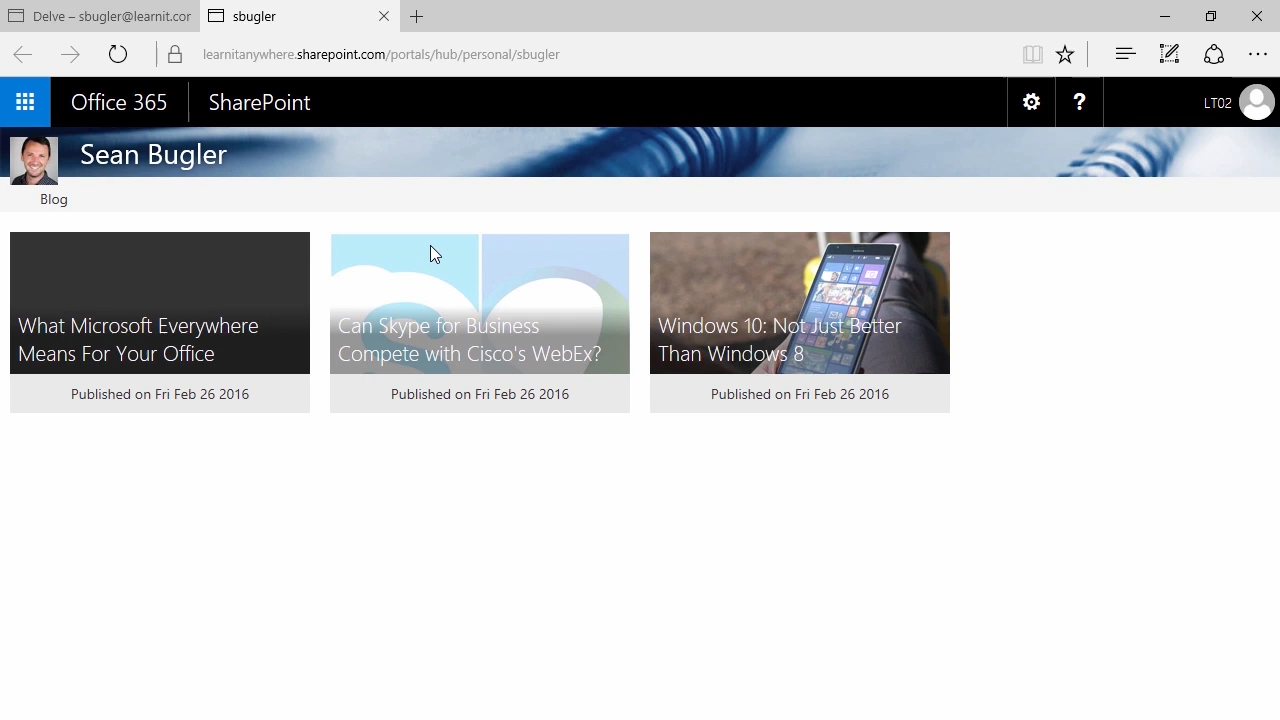 Delve – sbugler@learnit.cor
sbugler
learnitanywhere.sharepoint.com/portals/hub/personal/sbugler
Office 365
SharePoint
?
LT02
Sean Bugler
Blog
What Microsoft Everywhere
Means For Your Office
Published on Fri Feb 26 2016
Can Skype for Business
Compete with Cisco's WebEx?
Published on Fri Feb 26 2016
Windows 10: Not Just Better
Than Windows 8
Published on Fri Feb 26 2016